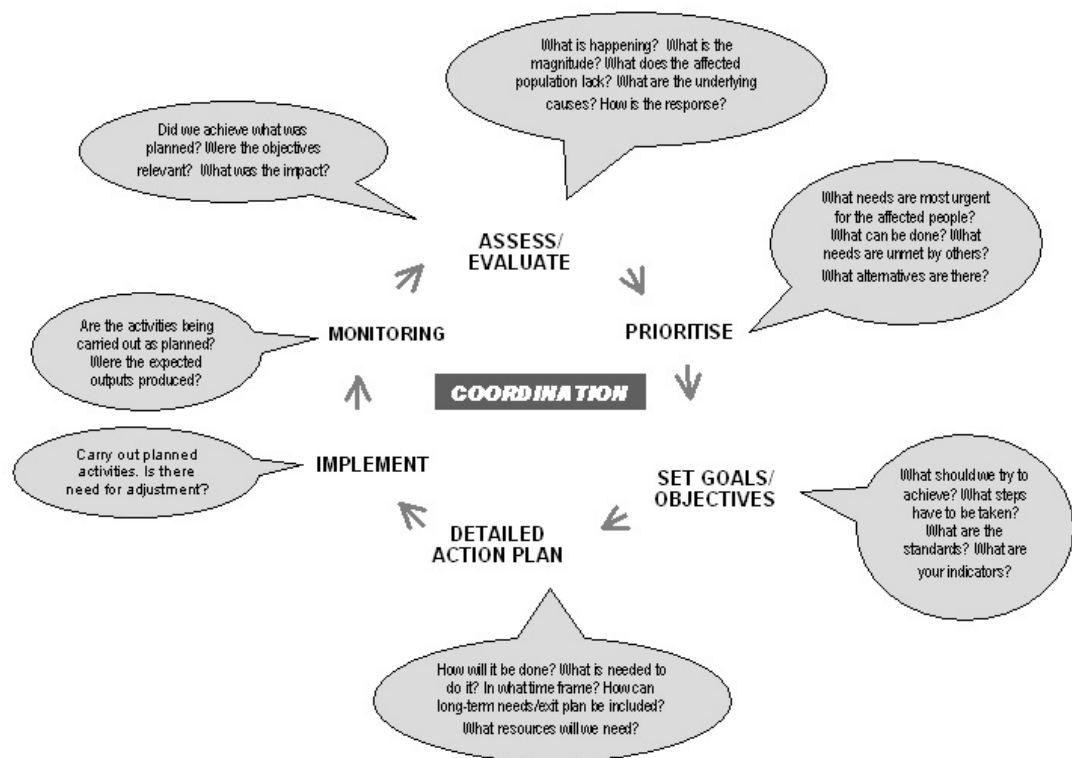 What is happening? What is the
magnitude? What does the affected
population lack? What are the underlying
causes? How is the response?
Did we achieve what was
planned? Were the objectives
relevant? What was the impact?
ASSESS/
EVALUATE
What needs are most urgent
for the affected people?
What can be done? What
needs are unmet by others?
What alternatives are there?
PRIORITISE
MONITORING
Are the activities being
carried out as planned?
Were the expected
outputs produced?
COORDINATION
SET GOALS/
OBJECTIVES
What should we try to
achieve? What steps
have to be taken?
What are the
standards? What are
your indicators?
IMPLEMENT
Carry out planned
activities. Is there
need for adjustment?
DETAILED
ACTION PLAN
How will it be done? What is needed to
do it? In what time frame? How can
long-term needs/exit plan be included?
What resources will we need?